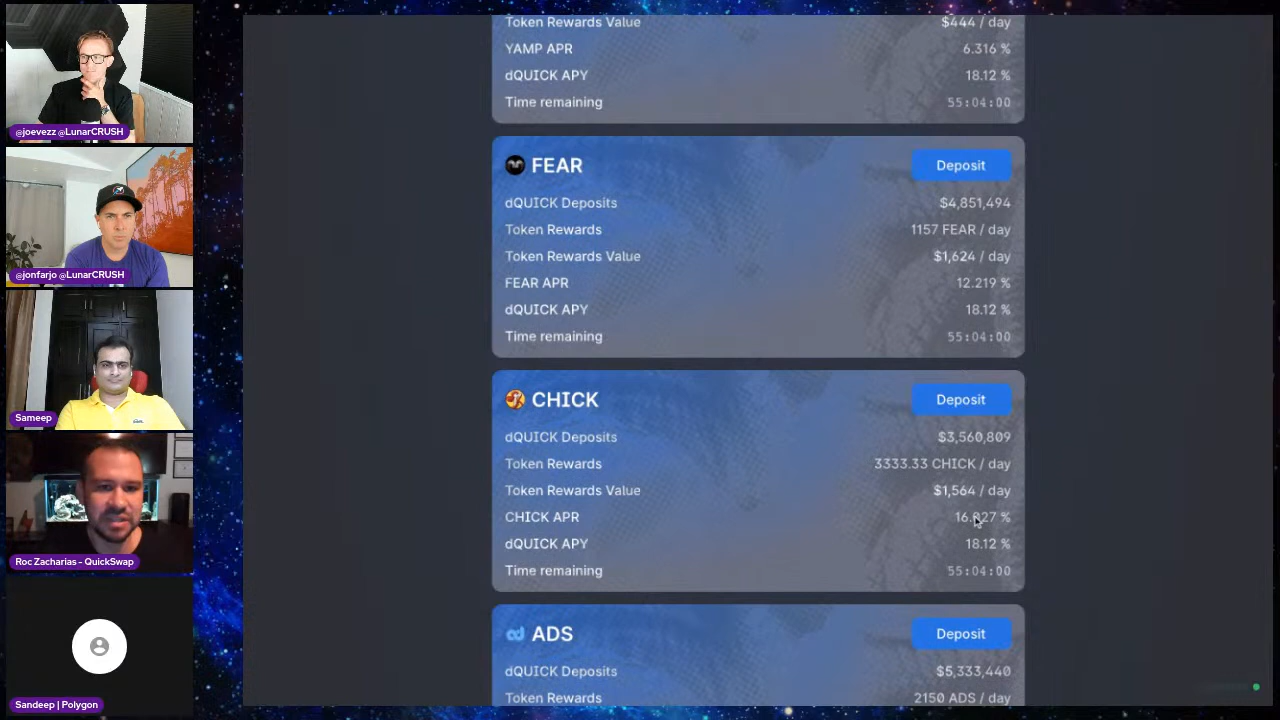 @joevezz @LunarCRUSH
@jonfarjo @LunarCRUSH
Sameep
Roc Zacharias - QuickSwap
Sandeep | Polygon
Token Rewards Value $444 / day
YAMP APR 6.316 %
dQUICK APY 18.12 %
Time remaining 55:04:00
FEAR Deposit
dQUICK Deposits $4,851,494
Token Rewards 1157 FEAR / day
Token Rewards Value $1,624 / day
FEAR APR 12.219 %
dQUICK APY 18.12 %
Time remaining 55:04:00
CHICK Deposit
dQUICK Deposits $3,560,809
Token Rewards 3333.33 CHICK / day
Token Rewards Value $1,564 / day
CHICK APR %
dQUICK APY 18.12 %
Time remaining 55:04:00
ADS Deposit
dQUICK Deposits $5,333,440
Token Rewards 2150 ADS / day